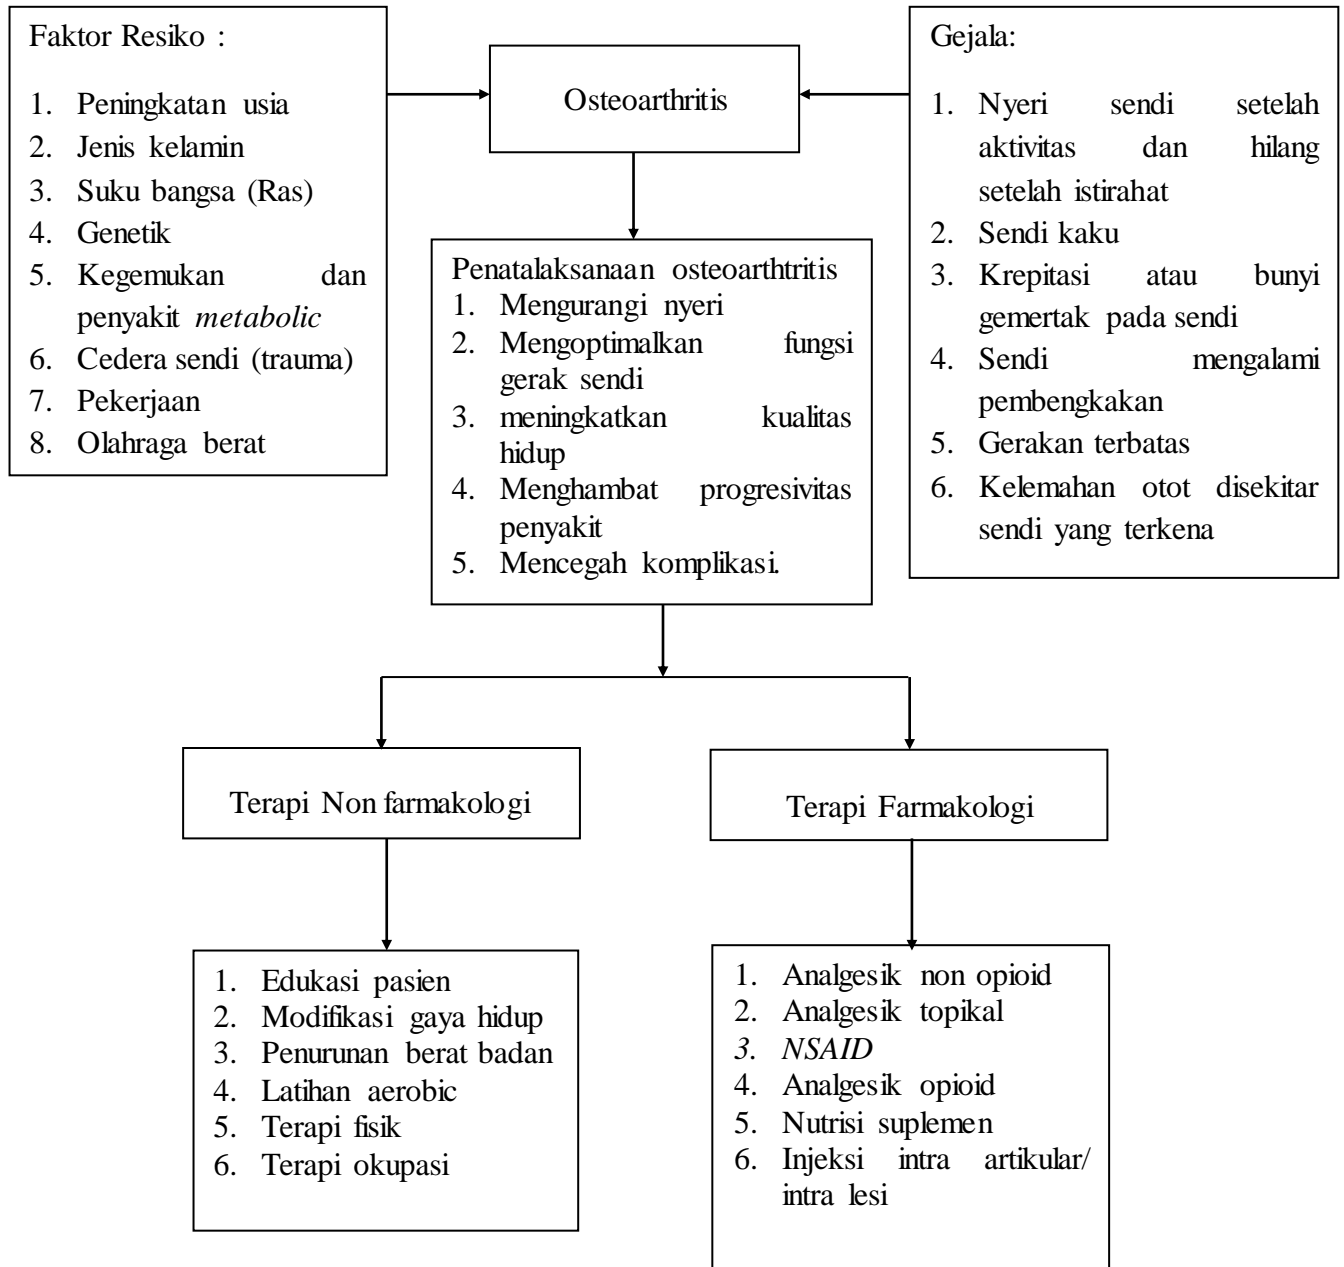 Faktor Resiko :
1. Peningkatan usia
2. Jenis kelamin
3. Suku bangsa (Ras)
4. Genetik
5. Kegemukan dan
penyakit metabolic
6. Cedera sendi (trauma)
7. Pekerjaan
8. Olahraga berat
Osteoarthritis
Gejala:
1. Nyeri sendi setelah
aktivitas dan hilang
setelah istirahat
2. Sendi kaku
3. Krepitasi atau bunyi
gemertak pada sendi
4. Sendi mengalami
pembengkakan
5. Gerakan terbatas
6. Kelemahan otot disekitar
sendi yang terkena
Penatalaksanaan osteoarthtritis
1. Mengurangi nyeri
2. Mengoptimalkan fungsi
gerak sendi
3. meningkatkan kualitas
hidup
4. Menghambat progresivitas
penyakit
5. Mencegah komplikasi.
Terapi Non farmakologi
Terapi Farmakologi
1. Edukasi pasien
2. Modifikasi gaya hidup
3. Penurunan berat badan
4. Latihan aerobic
5. Terapi fisik
6. Terapi okupasi
1. Analgesik non opioid
2. Analgesik topikal
3. NSAID
4. Analgesik opioid
5. Nutrisi suplemen
6. Injeksi intra artikular/
intra lesi